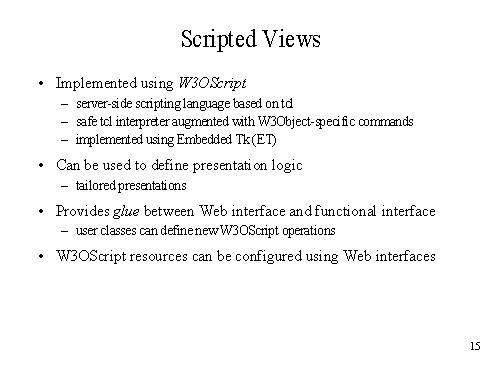 Scripted Views
• Implemented using W3OScript
– server-side scripting language based on tcl
– safe tcl interpreter augmented with W3Object-specific commands
– implemented using Embedded Tk (ET)
• Can be used to define presentation logic
– tailored presentations
• Provides glue between Web interface and functional interface
– user classes can define new W3OScript operations
• W3OScript resources can be configured using Web interfaces
15